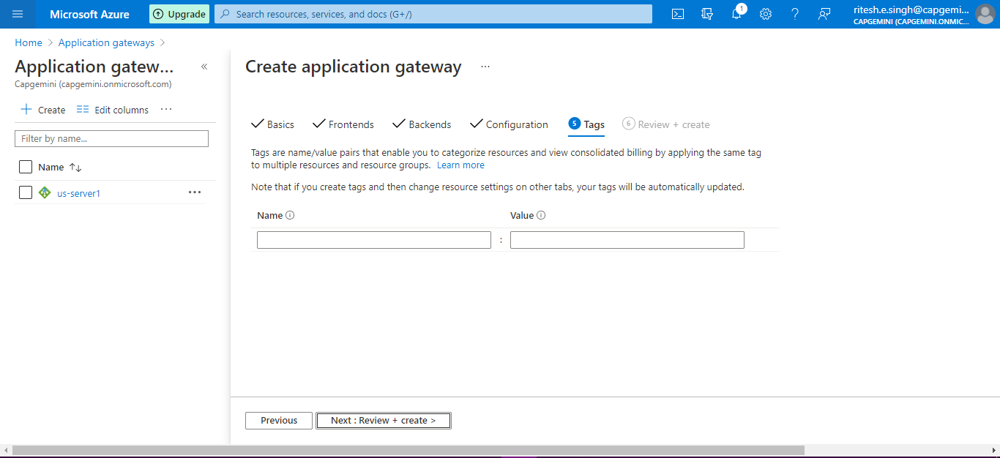 Microsoft Azure
Upgrade
Search resources, services, and docs (G+/)
1
ritesh.e.singh@capgemi...
CAPGEMINI (CAPGEMINI.ONMIC...
Home > Application gateways >
Application gatew... «
Capgemini (capgemini.onmicrosoft.com)
+ Create Edit columns ...
Filter by name...
Name ↑↓
us-server1 ...
Create application gateway ...
Basics Frontends Backends Configuration 5 Tags 6 Review + create
Tags are name/value pairs that enable you to categorize resources and view consolidated billing by applying the same tag
to multiple resources and resource groups. Learn more
Note that if you create tags and then change resource settings on other tabs, your tags will be automatically updated.
Name Value
:
Previous Next : Review + create >